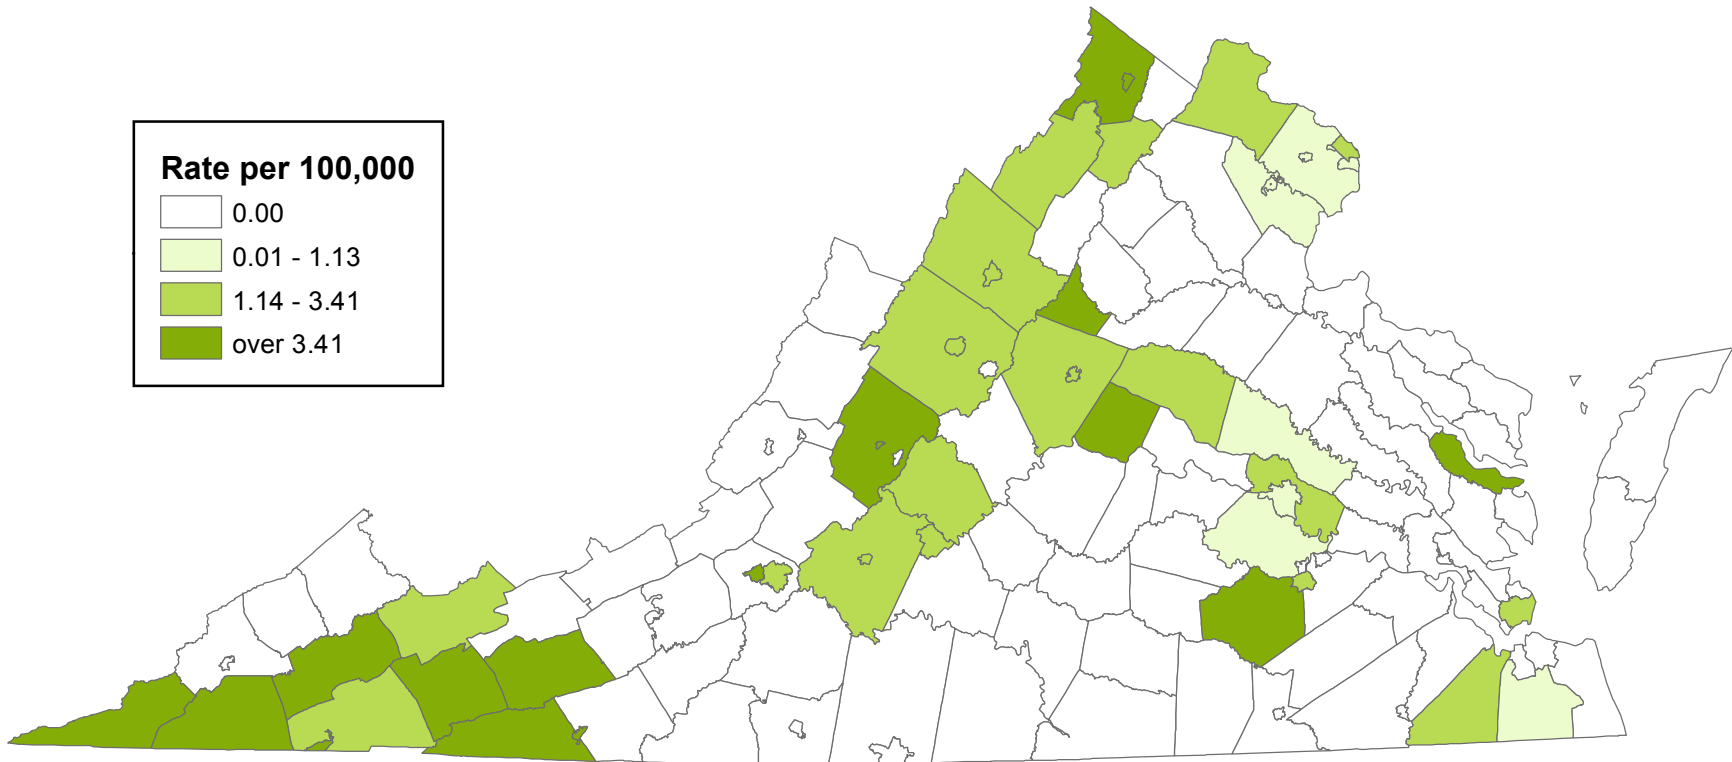 Rate per 100,000
0.00
0.01 - 1.13
1.14 - 3.41
over 3.41